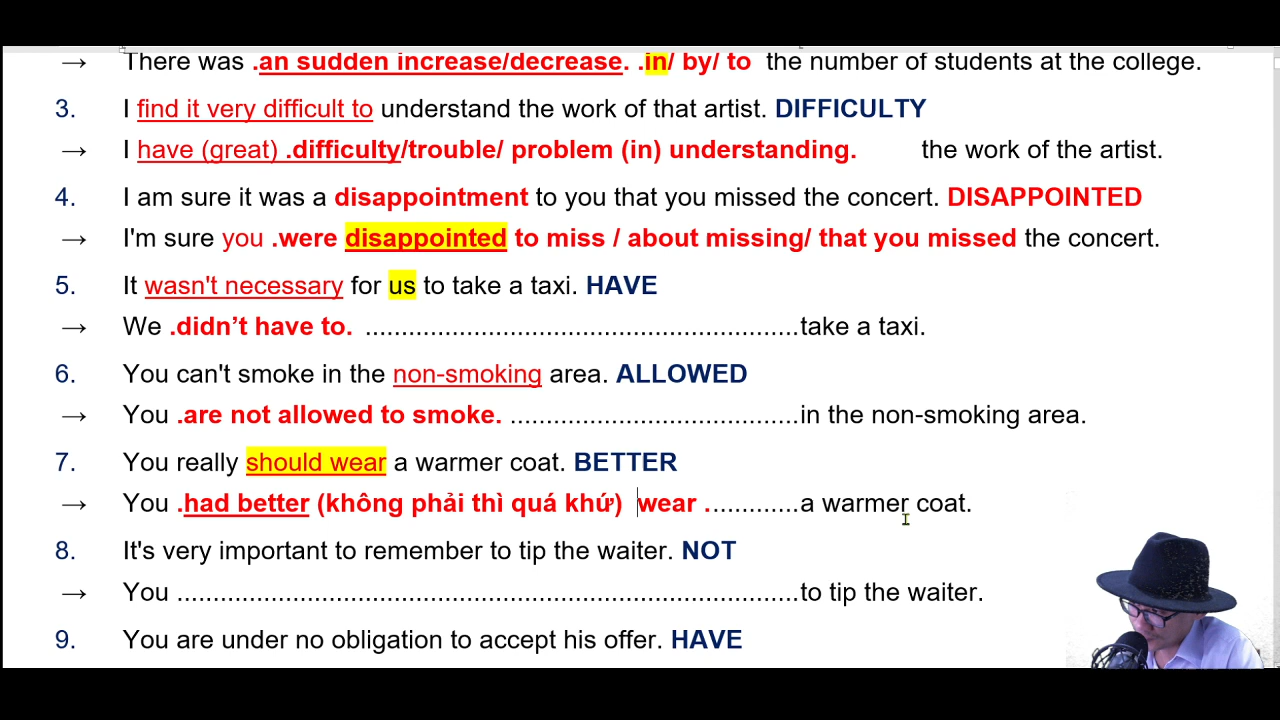 There was .an sudden increase/decrease. .in/ by/ to the number of students at the college.
3. I find it very difficult to understand the work of that artist. DIFFICULTY
→ I have (great) .difficulty/trouble/ problem (in) understanding. the work of the artist.
4. I am sure it was a disappointment to you that you missed the concert. DISAPPOINTED
→ I'm sure you .were disappointed to miss / about missing/ that you missed the concert.
5. It wasn't necessary for us to take a taxi. HAVE
→ We .didn’t have to. ............................................................take a taxi.
6. You can't smoke in the non-smoking area. ALLOWED
→ You .are not allowed to smoke. ........................................in the non-smoking area.
7. You really should wear a warmer coat. BETTER
→ You .had better (không phải thì quá khứ) wear .............a warmer coat.
8. It's very important to remember to tip the waiter. NOT
→ You ......................................................................................to tip the waiter.
9. You are under no obligation to accept his offer. HAVE